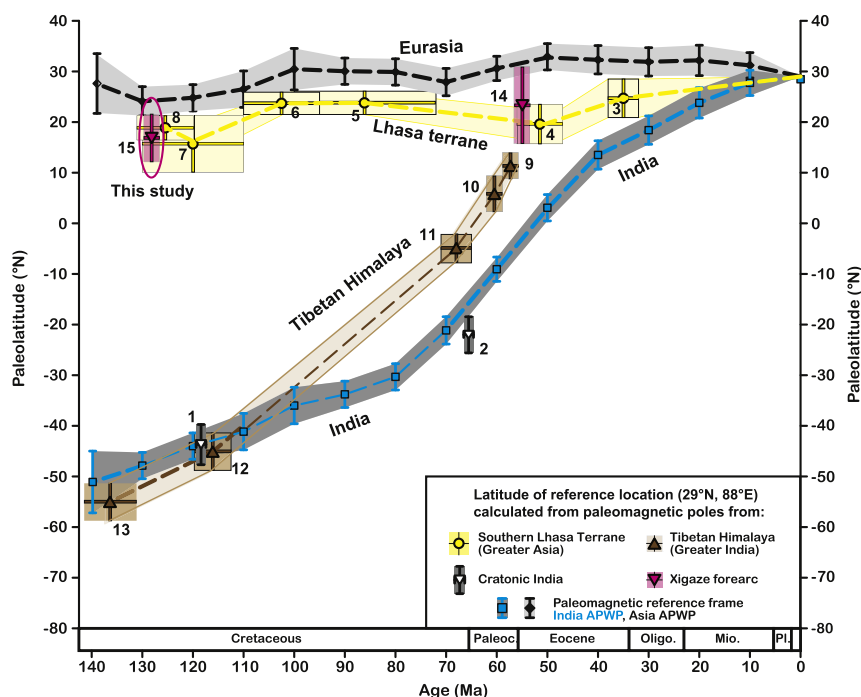 40
30
20
10
0
-10
-20
-30
-40
-50
-60
-70
-80
Paleolatitude (°N)
40
30
20
10
0
-10
-20
-30
-40
-50
-60
-70
-80
Paleolatitude (°N)
Eurasia
14
3
8
6
5
15
7
Lhasa terrane
4
This study
9
India
10
11
Tibetan Himalaya
2
1
India
12
13
Latitude of reference location (29°N, 88°E)
calculated from paleomagnetic poles from:
Southern Lhasa Terrane
(Greater Asia)
Tibetan Himalaya
(Greater India)
Cratonic India
Xigaze forearc
Paleomagnetic reference frame
India APWP, Asia APWP
Cretaceous Paleoc. Eocene Oligo. Mio. Pl.
140 130 120 110 100 90 80 70 60 50 40 30 20 10 0
Age (Ma)